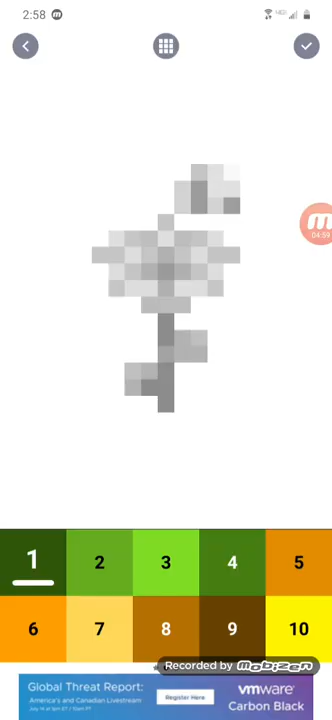 2:58
04:59
1
2
3
4
5
6
7
8
9
10
Recorded by MOBIZEN
Global Threat Report:
America's and Canadian Livestream:
Register Here
vmware
Carbon Black